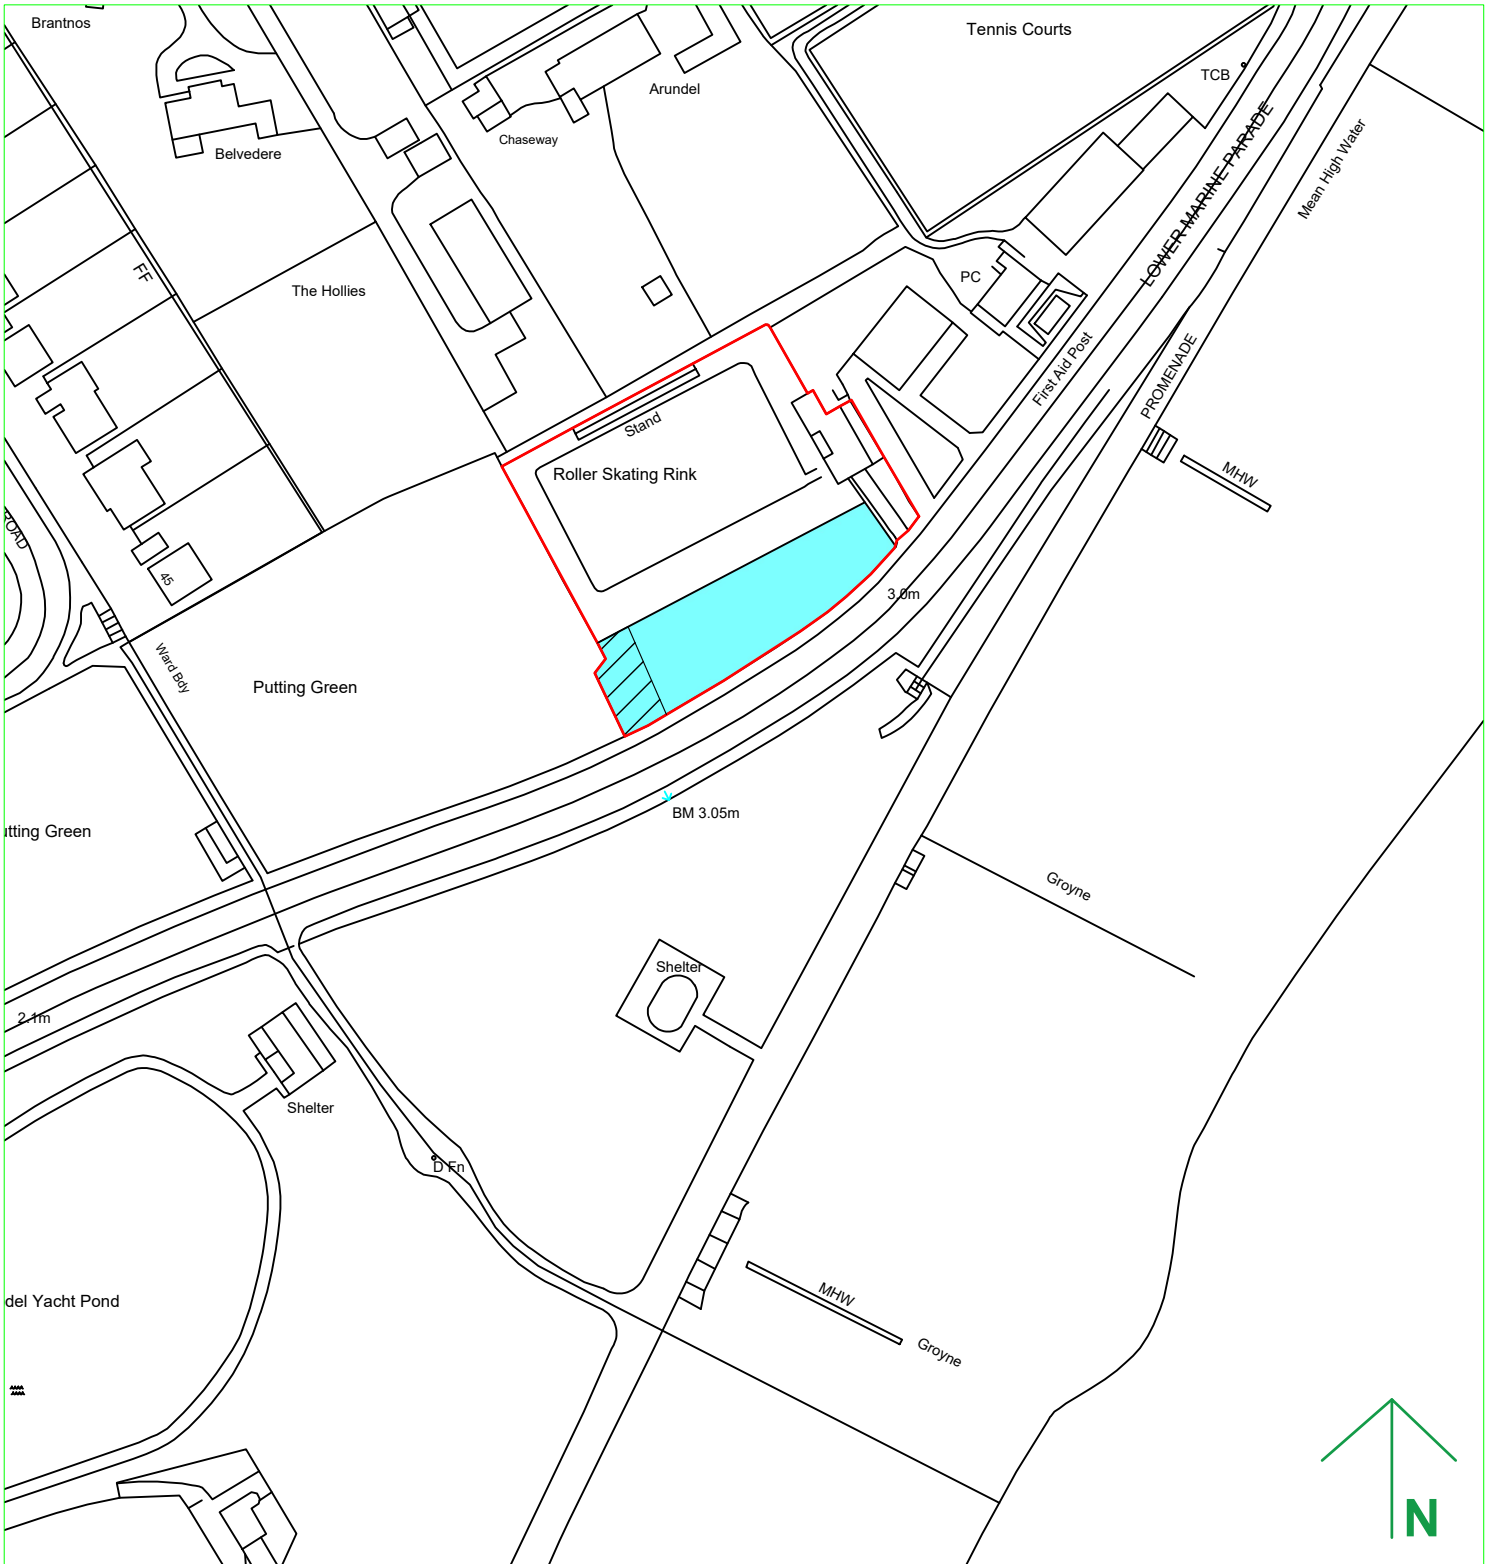 Brantnos
Tennis Courts
TCB
Arundel
Chaseway
Belvedere
LOWER MARINE PARADE
Mean High Water
FF
The Hollies
PC
First Aid Post
PROMENADE
Stand
Roller Skating Rink
MHW
ROAD
45
3.0m
Ward Bdy
Putting Green
BM 3.05m
utting Green
Groyne
Shelter
2.1m
Shelter
D Fn
MHW
del Yacht Pond
Groyne
N